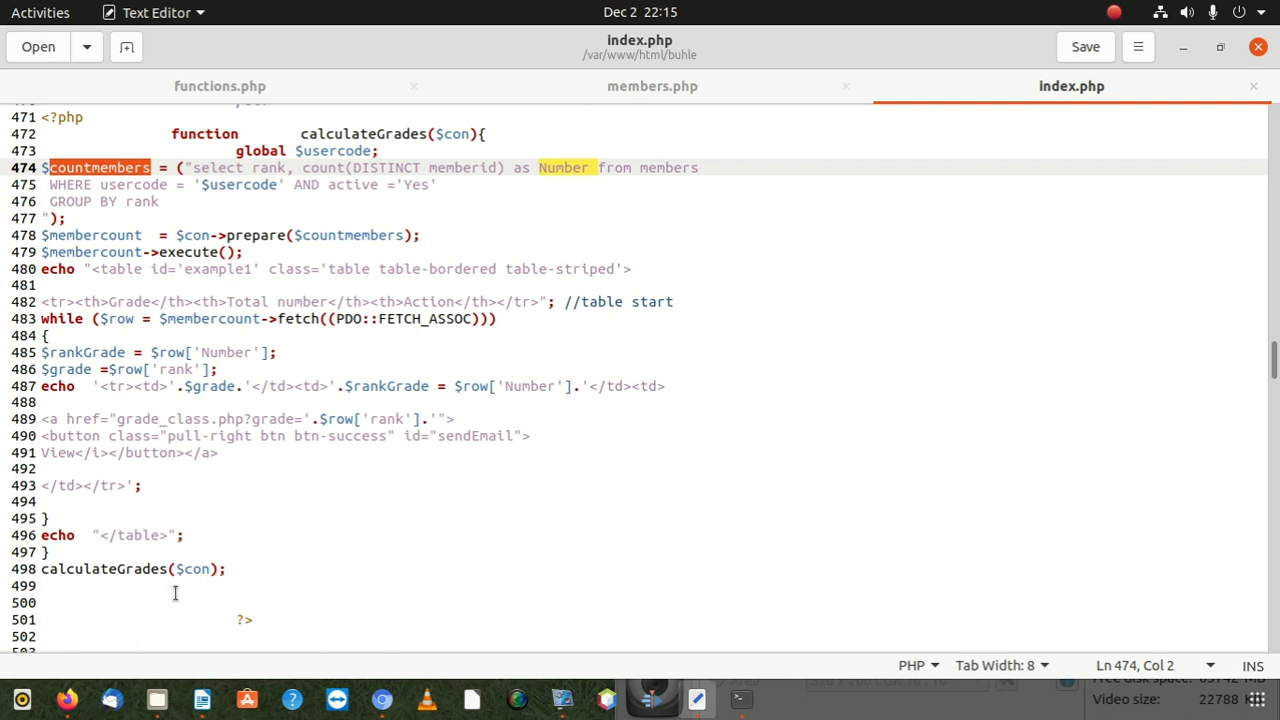 Activities Text Editor Dec 2 22:15
Open index.php Save
/var/www/html/buhle
functions.php members.php index.php
471 <?php
472 function calculateGrades($con){
473 global $usercode;
474 $countmembers = ("select rank, count(DISTINCT memberid) as Number from members
475 WHERE usercode = '$usercode' AND active ='Yes'
476 GROUP BY rank
477 ");
478 $membercount = $con->prepare($countmembers);
479 $membercount->execute();
480 echo "<table id='example1' class='table table-bordered table-striped'>
481
482 <tr><th>Grade</th><th>Total number</th><th>Action</th></tr>"; //table start
483 while ($row = $membercount->fetch((PDO::FETCH_ASSOC)))
484 {
485 $rankGrade = $row['Number'];
486 $grade =$row['rank'];
487 echo '<tr><td>'.$grade.'</td><td>'.$rankGrade = $row['Number'].'</td><td>
488
489 <a href="grade_class.php?grade='.$row['rank'].'">
490 <button class="pull-right btn btn-success" id="sendEmail">
491 View</i></button></a>
492
493 </td></tr>';
494
495 }
496 echo "</table>";
497 }
498 calculateGrades($con);
499
500
501 ?>
502
PHP Tab Width: 8 Ln 474, Col 2 INS
Video size: 22788